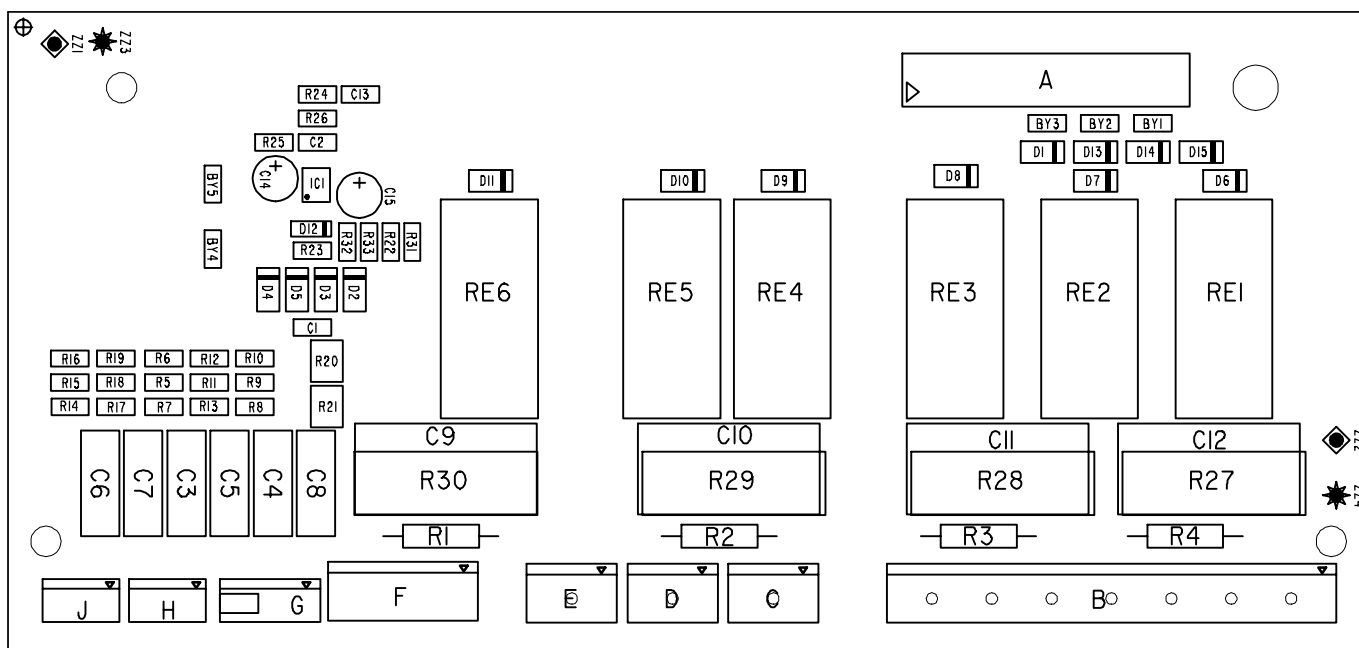 ZZ1
ZZ3
A
R24 C13
R26
R25 C2
BY3 BY2 BY1
D1 D13 D14 D15
BY5
C14
IC1
C15
D11
D10
D9
D8
D7
D6
D12
R23
R32 R33 R22 R31
BY4
D4 D5 D3 D2
RE6
RE5
RE4
RE3
RE2
RE1
C1
R16 R19 R6 R12 R10
R20
R15 R18 R5 R11 R9
R14 R17 R7 R13 R8
R21
C9
C10
C11
C12
ZZ2
C6 C7 C3 C5 C4 C8
R30
R29
R28
R27
ZZ4
R1
R2
R3
R4
J
H
G
F
E
D
C
B